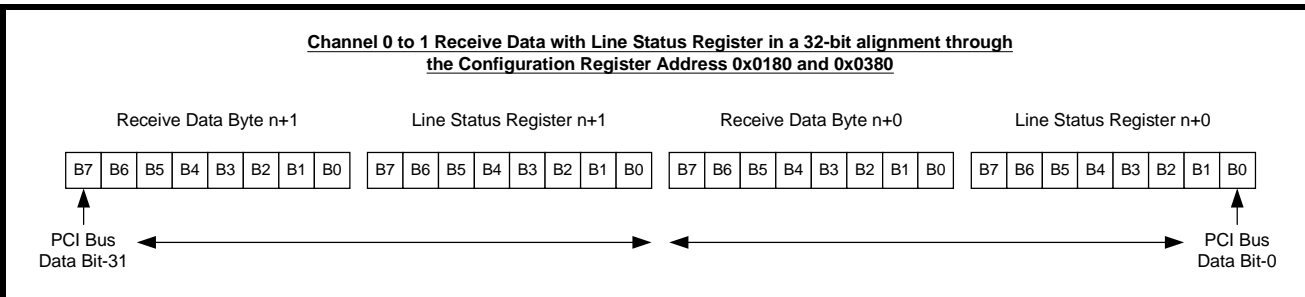 Channel 0 to 1 Receive Data with Line Status Register in a 32-bit alignment through
the Configuration Register Address 0x0180 and 0x0380
Receive Data Byte n+1 Line Status Register n+1 Receive Data Byte n+0 Line Status Register n+0
B7 B6 B5 B4 B3 B2 B1 B0 B7 B6 B5 B4 B3 B2 B1 B0 B7 B6 B5 B4 B3 B2 B1 B0 B7 B6 B5 B4 B3 B2 B1 B0
PCI Bus PCI Bus
Data Bit-31 Data Bit-0